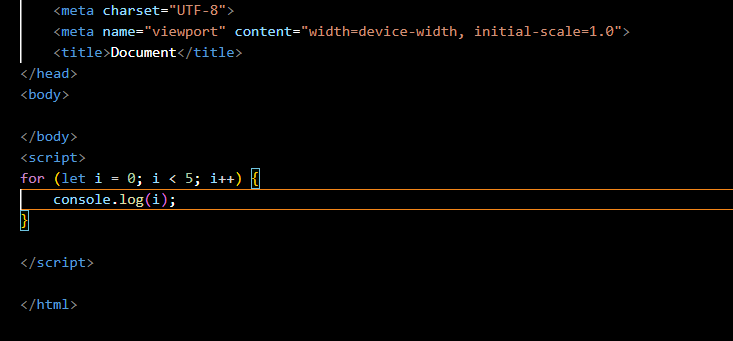 <meta charset="UTF-8">
<meta name="viewport" content="width=device-width, initial-scale=1.0">
<title>Document</title>
</head>
<body>
</body>
<script>
for (let i = 0; i < 5; i++) {
console.log(i);
}
</script>
</html>